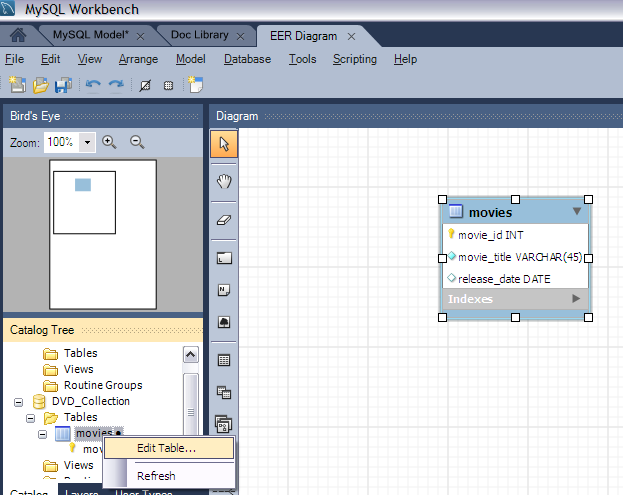 MySQL Workbench
MySQL Model* Doc Library EER Diagram
File Edit View Arrange Model Database Tools Scripting Help
Bird's Eye
Zoom: 100%
Diagram
movies
movie_id INT
movie_title VARCHAR(45)
release_date DATE
Indexes
Catalog Tree
Tables
Views
Routine Groups
DVD_Collection
Tables
movies
mov
Edit Table...
Refresh
Views
Catalog Layers User Types